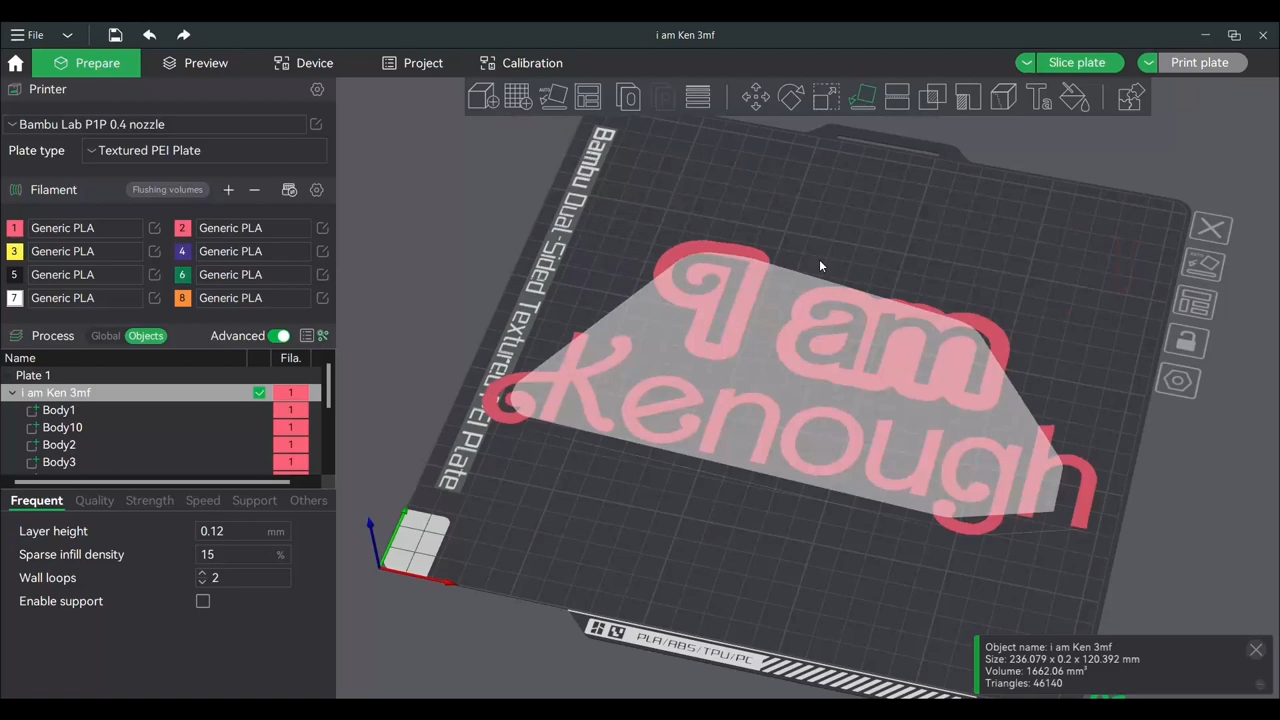 File
i am Ken 3mf
Prepare
Preview
Device
Project
Calibration
Slice plate
Print plate
Printer
Bambu Lab P1P 0.4 nozzle
Plate type
Textured PEI Plate
Filament
Flushing volumes
1 Generic PLA
2 Generic PLA
3 Generic PLA
4 Generic PLA
5 Generic PLA
6 Generic PLA
7 Generic PLA
8 Generic PLA
Process Global Objects Advanced
Name Fila.
Plate 1
i am Ken 3mf 1
Body1 1
Body10 1
Body2 1
Body3 1
Frequent Quality Strength Speed Support Others
Layer height 0.12 mm
Sparse infill density 15 %
Wall loops 2
Enable support
AUTO
Bambu Dual-Sided Textured PEI Plate
I am
Kenough
PLA/ABS/TPU/PC
Object name: i am Ken 3mf
Size: 236.079 x 0.2 x 120.392 mm
Volume: 1662.06 mm³
Triangles: 46140